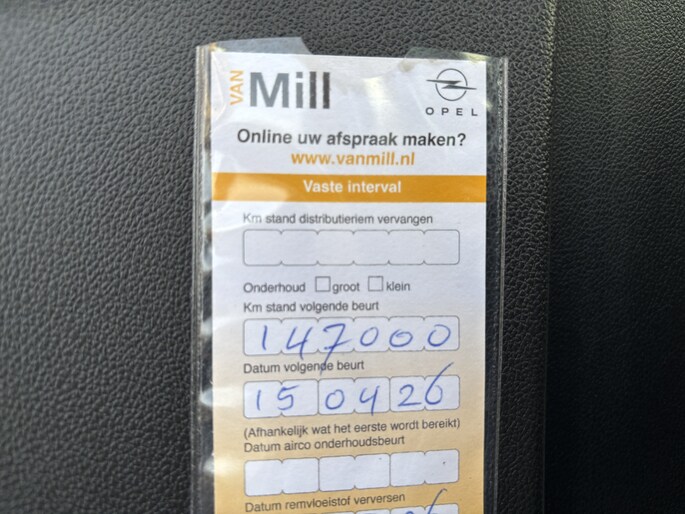 VAN Mill
OPEL
Online uw afspraak maken?
www.vanmill.nl
Vaste interval
Km stand distributieriem vervangen
Onderhoud groot klein
Km stand volgende beurt
147000
Datum volgende beurt
15 04 26
(Afhankelijk wat het eerste wordt bereikt)
Datum airco onderhoudsbeurt
Datum remvloeistof verversen